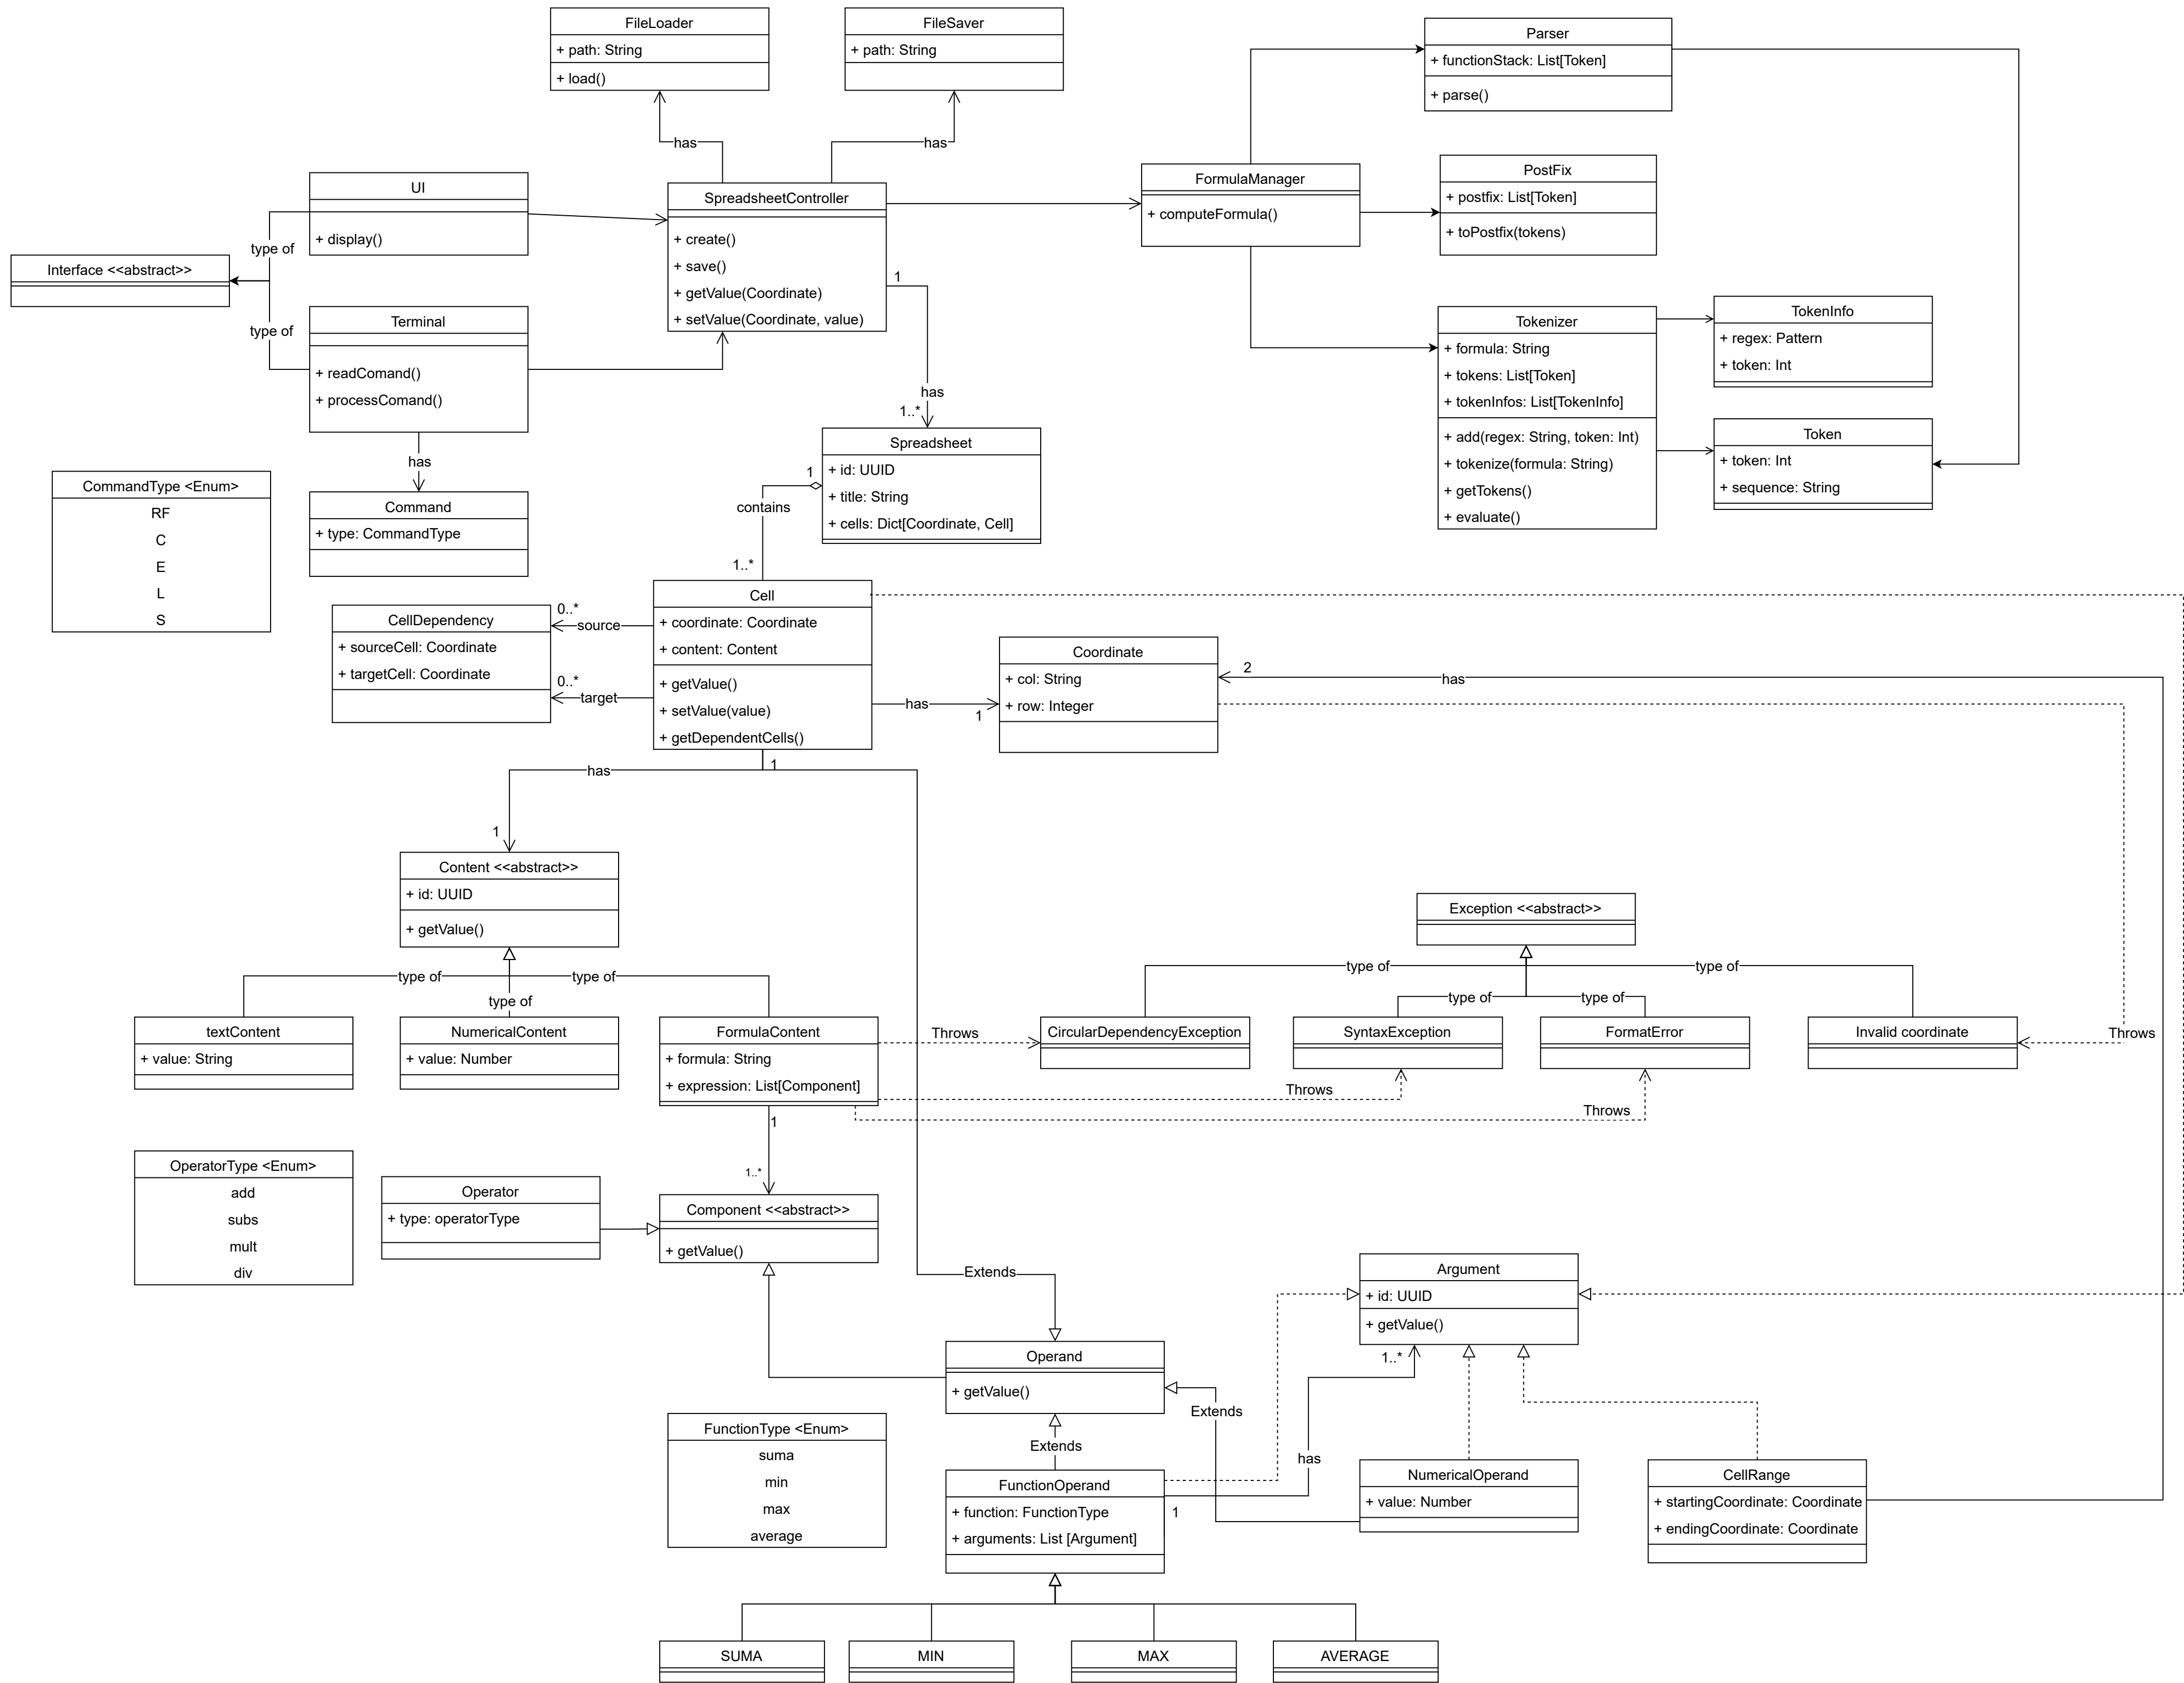 FileLoader
+ path: String
+ load()
FileSaver
+ path: String
Parser
+ functionStack: List[Token]
+ parse()
has
has
UI
+ display()
SpreadsheetController
+ create()
+ save()
+ getValue(Coordinate)
+ setValue(Coordinate, value)
FormulaManager
+ computeFormula()
PostFix
+ postfix: List[Token]
+ toPostfix(tokens)
type of
Interface <<abstract>>
type of
Terminal
+ readComand()
+ processComand()
1
has
1..*
Tokenizer
+ formula: String
+ tokens: List[Token]
+ tokenInfos: List[TokenInfo]
+ add(regex: String, token: Int)
+ tokenize(formula: String)
+ getTokens()
+ evaluate()
TokenInfo
+ regex: Pattern
+ token: Int
Token
+ token: Int
+ sequence: String
has
Spreadsheet
+ id: UUID
+ title: String
+ cells: Dict[Coordinate, Cell]
1
contains
1..*
CommandType <Enum>
RF
C
E
L
S
Command
+ type: CommandType
CellDependency
+ sourceCell: Coordinate
+ targetCell: Coordinate
0..*
source
0..*
target
Cell
+ coordinate: Coordinate
+ content: Content
+ getValue()
+ setValue(value)
+ getDependentCells()
has
1
Coordinate
+ col: String
+ row: Integer
2
has
1
has
1
Content <<abstract>>
+ id: UUID
+ getValue()
Exception <<abstract>>
type of
type of
type of
type of
type of
type of
type of
textContent
+ value: String
NumericalContent
+ value: Number
FormulaContent
+ formula: String
+ expression: List[Component]
Throws
CircularDependencyException
SyntaxException
FormatError
Invalid coordinate
Throws
Throws
Throws
1
1..*
OperatorType <Enum>
add
subs
mult
div
Operator
+ type: operatorType
Component <<abstract>>
+ getValue()
Extends
Argument
+ id: UUID
+ getValue()
1..*
Operand
+ getValue()
Extends
Extends
has
FunctionType <Enum>
suma
min
max
average
FunctionOperand
+ function: FunctionType
+ arguments: List [Argument]
1
NumericalOperand
+ value: Number
CellRange
+ startingCoordinate: Coordinate
+ endingCoordinate: Coordinate
SUMA
MIN
MAX
AVERAGE